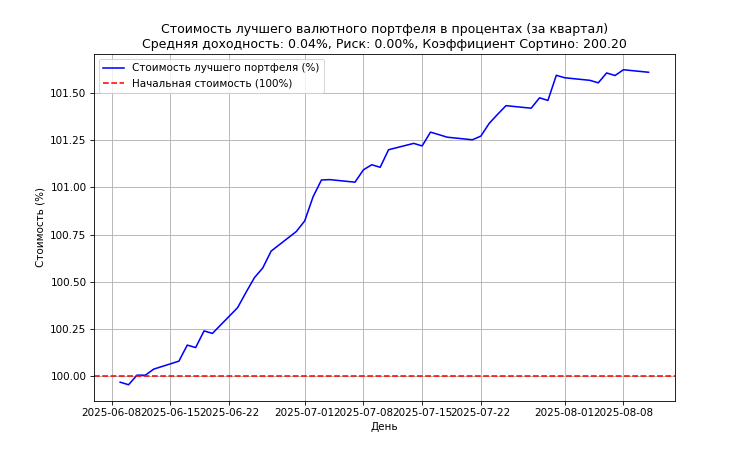 Стоимость лучшего валютного портфеля в процентах (за квартал)
Средняя доходность: 0.04%, Риск: 0.00%, Коэффициент Сортино: 200.20
Стоимость лучшего портфеля (%)
Начальная стоимость (100%)
Стоимость (%)
101.50
101.25
101.00
100.75
100.50
100.25
100.00
2025-06-08 2025-06-15 2025-06-22 2025-07-01 2025-07-08 2025-07-15 2025-07-22 2025-08-01 2025-08-08
День